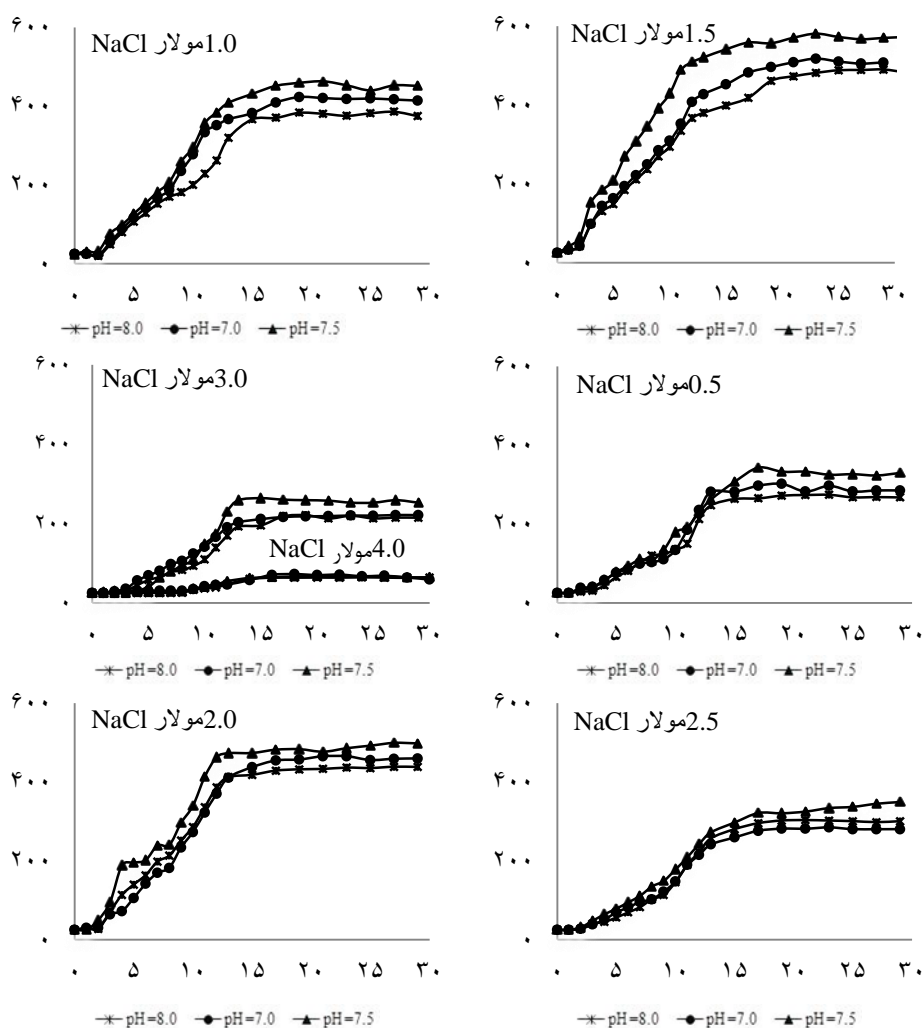 ۶۰۰
۴۰۰
۲۰۰
۰
1.0مولار NaCl
۰ ۵ ۱۰ ۱۵ ۲۰ ۲۵ ۳۰
pH=8.0 pH=7.0 pH=7.5
۶۰۰
۴۰۰
۲۰۰
۰
1.5مولار NaCl
۰ ۵ ۱۰ ۱۵ ۲۰ ۲۵ ۳۰
pH=8.0 pH=7.0 pH=7.5
۶۰۰
۴۰۰
۲۰۰
۰
3.0مولار NaCl
4.0مولار NaCl
۰ ۵ ۱۰ ۱۵ ۲۰ ۲۵ ۳۰
pH=8.0 pH=7.0 pH=7.5
۶۰۰
۴۰۰
۲۰۰
۰
0.5مولار NaCl
۰ ۵ ۱۰ ۱۵ ۲۰ ۲۵ ۳۰
pH=8.0 pH=7.0 pH=7.5
۶۰۰
۴۰۰
۲۰۰
۰
2.0مولار NaCl
۰ ۵ ۱۰ ۱۵ ۲۰ ۲۵ ۳۰
pH=8.0 pH=7.0 pH=7.5
۶۰۰
۴۰۰
۲۰۰
۰
2.5مولار NaCl
۰ ۵ ۱۰ ۱۵ ۲۰ ۲۵ ۳۰
pH=8.0 pH=7.0 pH=7.5